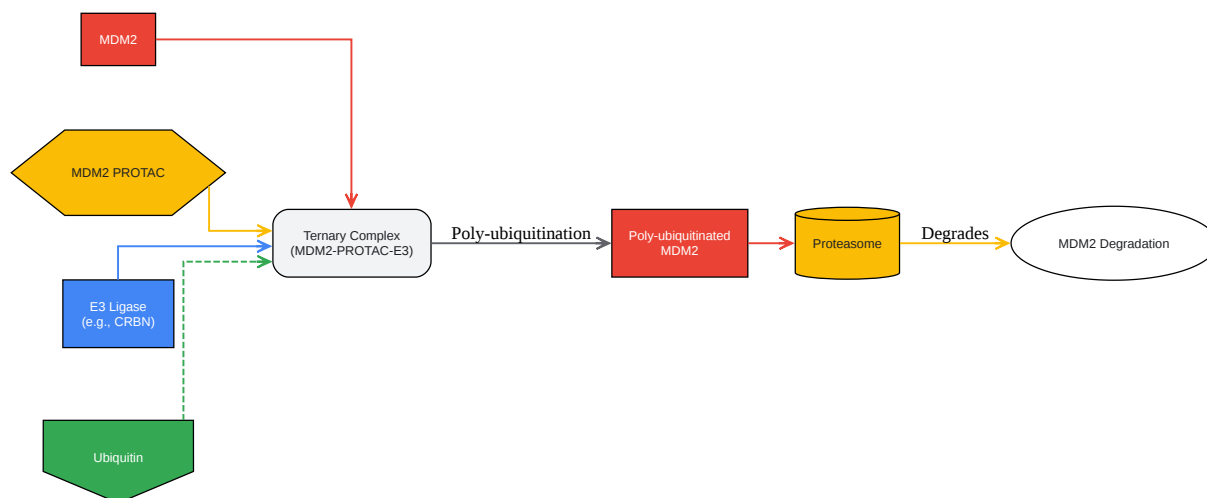 MDM2
MDM2 PROTAC
Ternary Complex
(MDM2-PROTAC-E3)
Poly-ubiquitination
Poly-ubiquitinated
MDM2
Proteasome
Degrades
MDM2 Degradation
E3 Ligase
(e.g., CRBN)
Ubiquitin